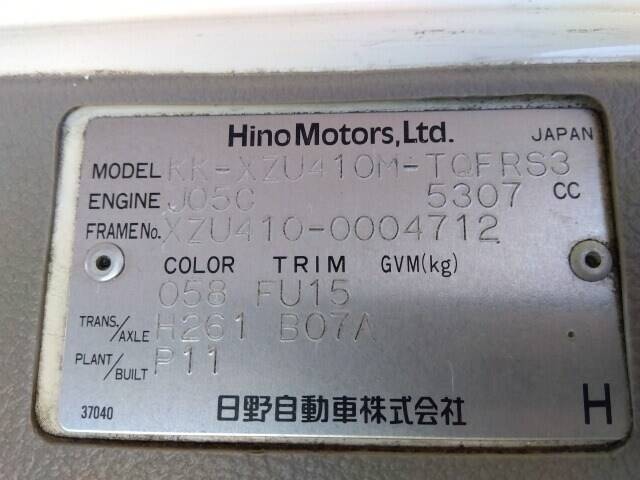 Hino Motors, Ltd. JAPAN
MODEL KK-XZU410M-TQFRS3
ENGINE J05C 5307 CC
FRAME No. XZU410-0004712
COLOR TRIM GVM(kg)
058 FU15
TRANS./AXLE H261 B07A
PLANT/BUILT P11
37040 日野自動車株式会社 H